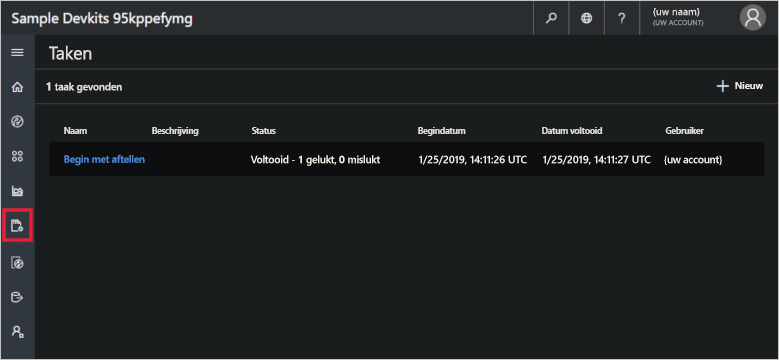 Sample Devkits 95kppefymg
?
{uw naam}
(UW ACCOUNT)
Taken
1 taak gevonden
Nieuw
Naam Beschrijving Status Begindatum Datum voltooid Gebruiker
Begin met aftellen Voltooid - 1 gelukt, 0 mislukt 1/25/2019, 14:11:26 UTC 1/25/2019, 14:11:27 UTC {uw account}